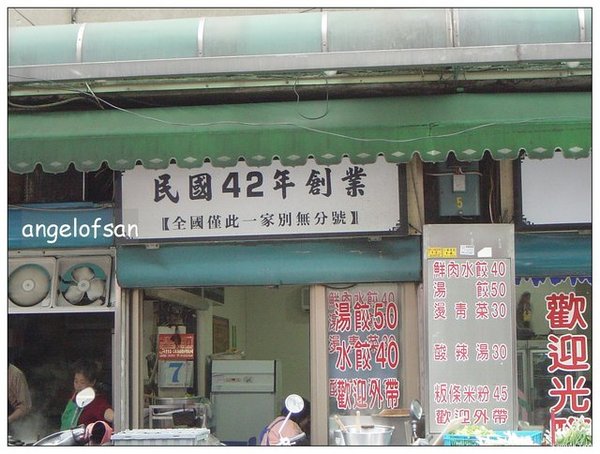 民國42年創業
【全國僅此一家別無分號】
angelofsan
5
7
湯餃50
水餃40
歡迎外帶
鮮肉水餃40
湯餃50
燙青菜30
酸辣湯30
粄條米粉45
歡迎外帶
歡迎光